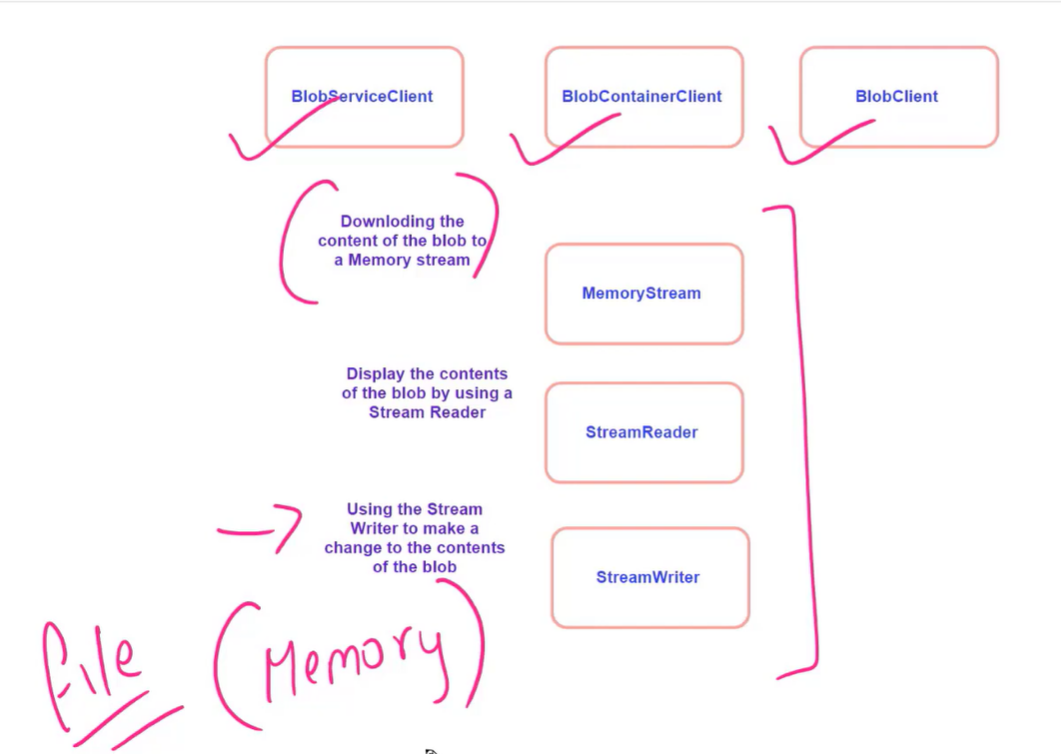 BlobServiceClient
BlobContainerClient
BlobClient
Downloding the
content of the blob to
a Memory stream
MemoryStream
Display the contents
of the blob by using a
Stream Reader
StreamReader
Using the Stream
Writer to make a
change to the contents
of the blob
StreamWriter
File (Memory)